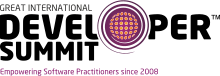 GREAT INTERNATIONAL
DEVELOPER™
SUMMIT
Empowering Software Practitioners since 2008